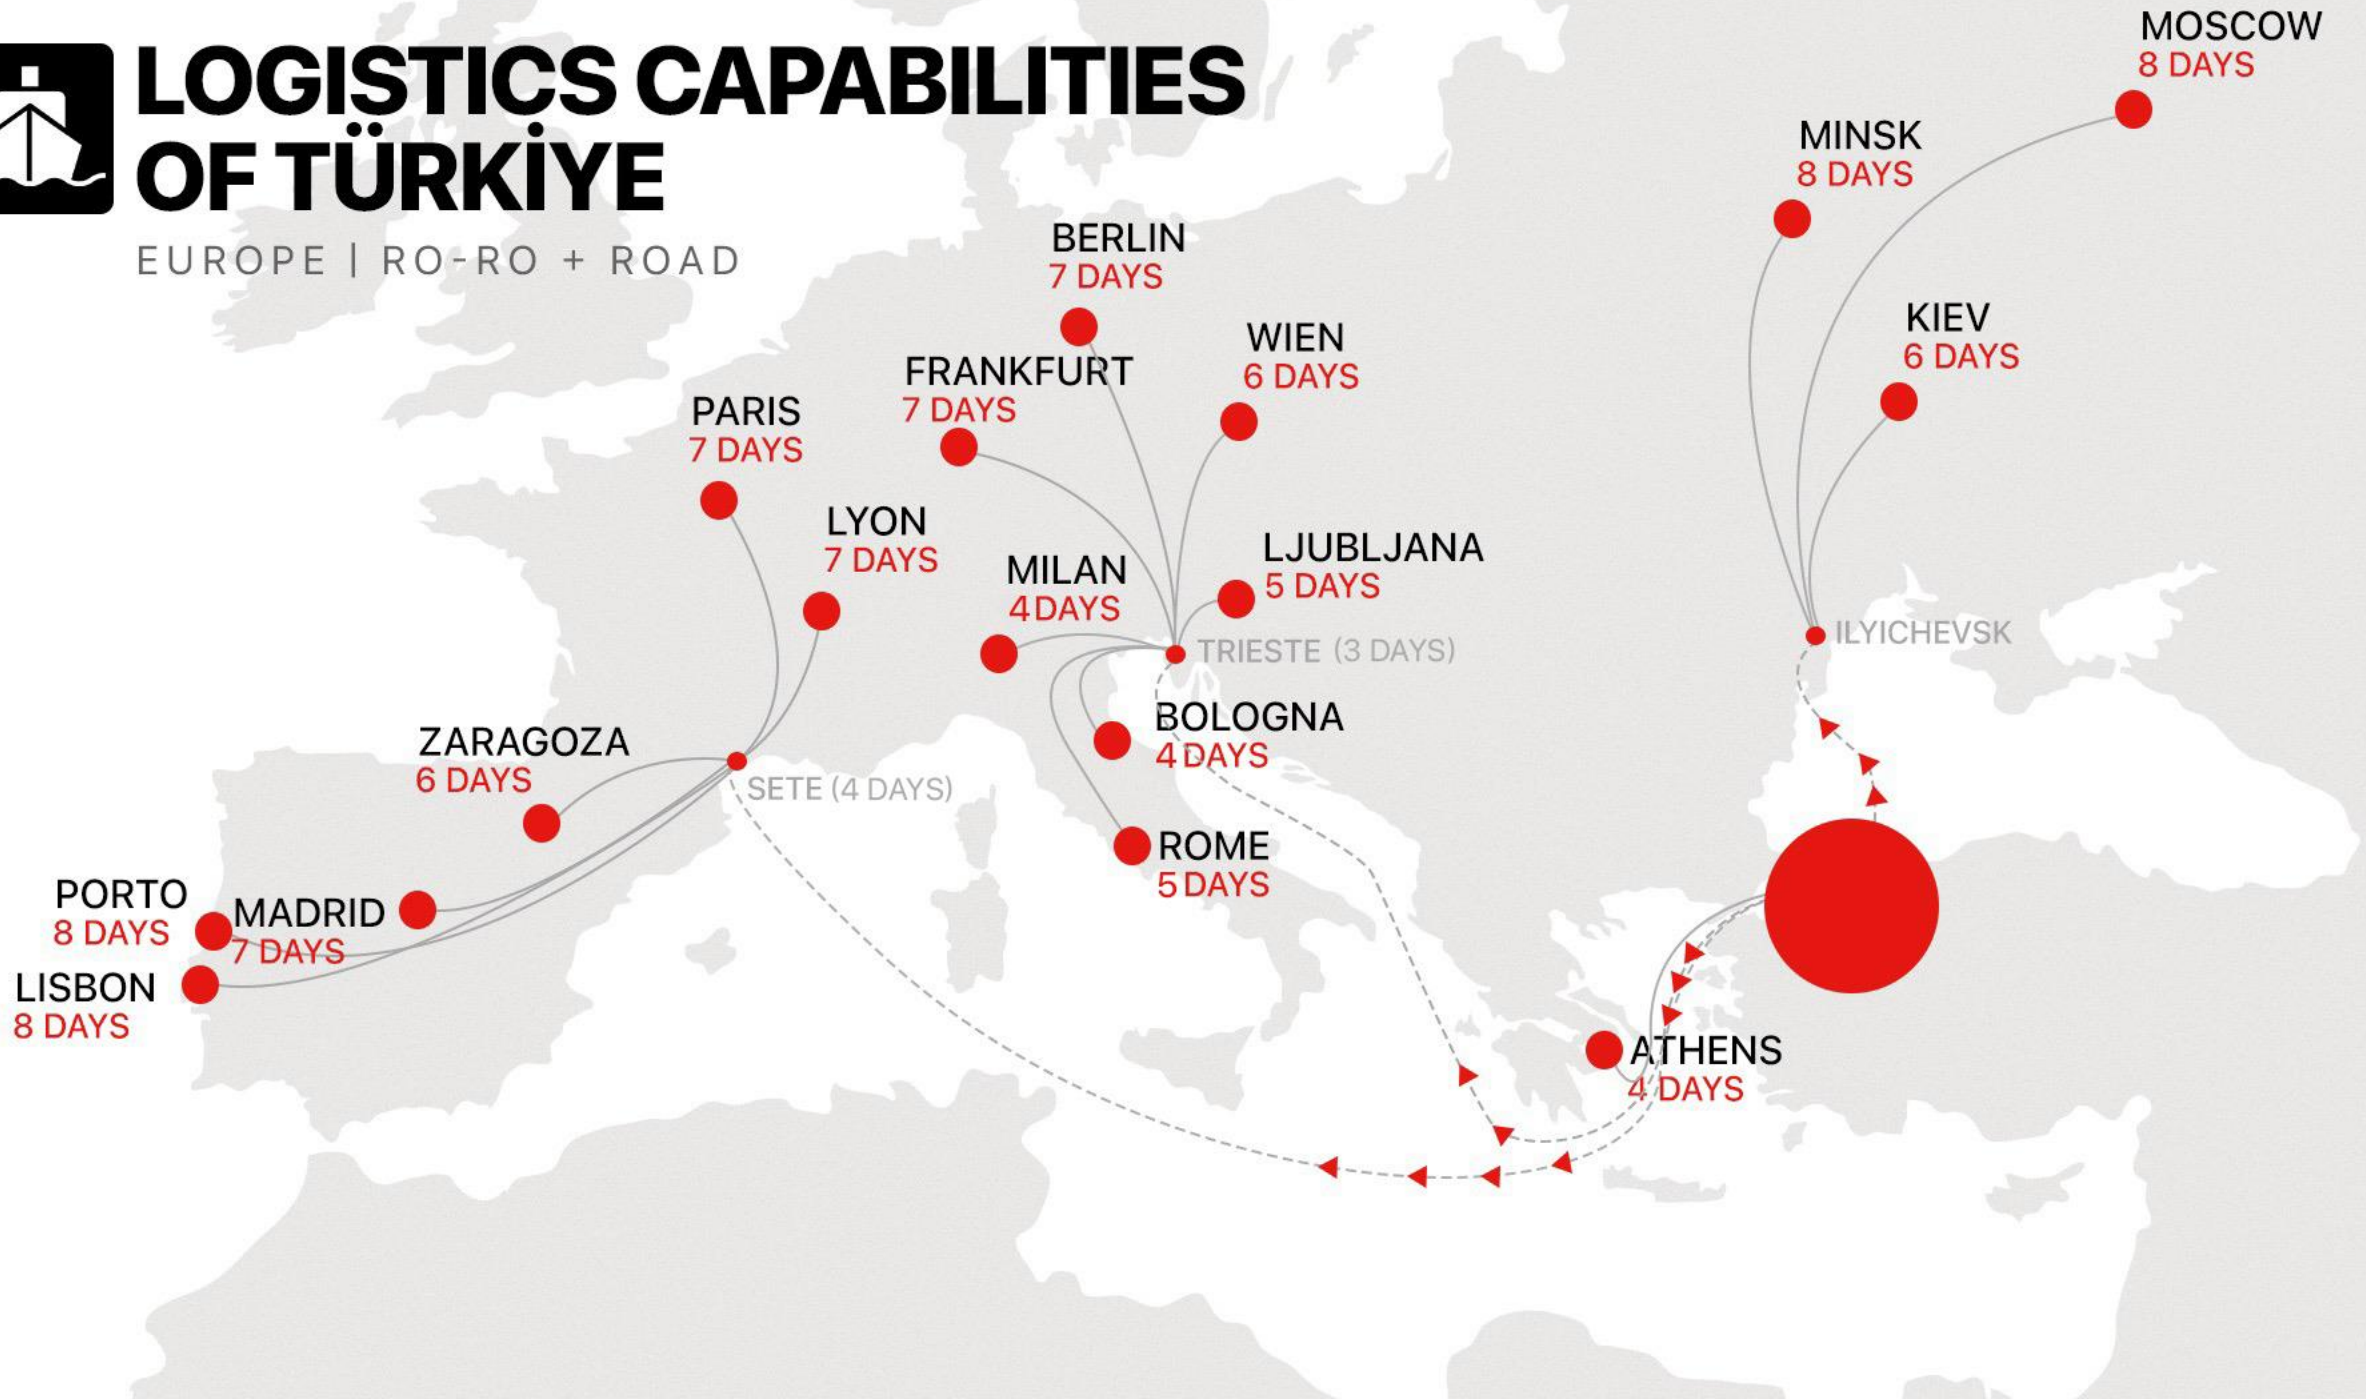 LOGISTICS CAPABILITIES
OF TÜRKİYE
EUROPE | RO-RO + ROAD
MOSCOW
8 DAYS
MINSK
8 DAYS
KIEV
6 DAYS
BERLIN
7 DAYS
WIEN
6 DAYS
FRANKFURT
7 DAYS
PARIS
7 DAYS
LYON
7 DAYS
MILAN
4 DAYS
LJUBLJANA
5 DAYS
TRIESTE (3 DAYS)
ILYICHEVSK
BOLOGNA
4 DAYS
ZARAGOZA
6 DAYS
SETE (4 DAYS)
ROME
5 DAYS
PORTO
8 DAYS
MADRID
7 DAYS
LISBON
8 DAYS
ATHENS
4 DAYS